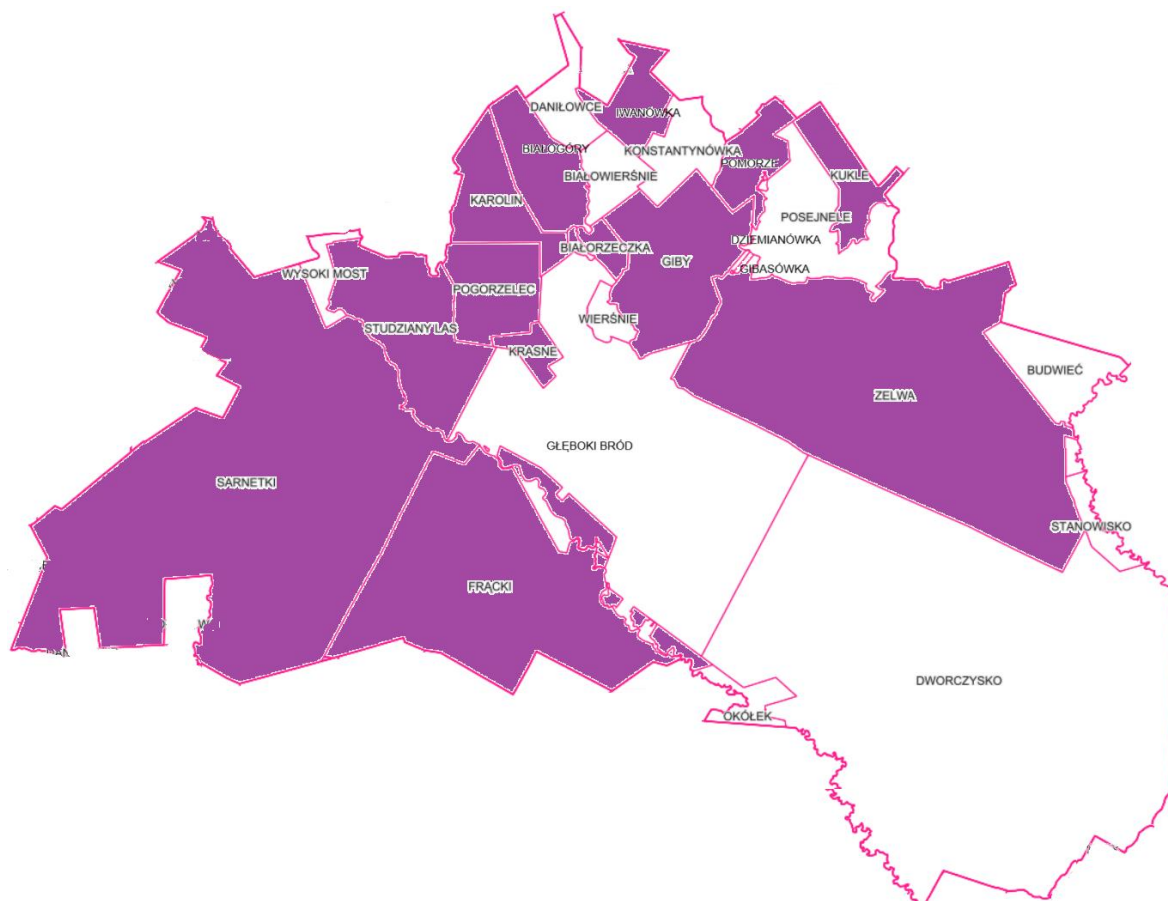 DANIŁOWCE
IWANÓWKA
BIAŁOGÓRY
KONSTANTYNÓWKA
POMORZE
BIAŁOWIERŚNIE
KUKLE
KAROLIN
POSEJNELE
DZIEMIANÓWKA
BIAŁORZECZKA
GIBY
GIBASÓWKA
WYSOKI MOST
POGORZELEC
WIERŚNIE
STUDZIANY LAS
KRASNE
BUDWIEĆ
ZELWA
GŁĘBOKI BRÓD
SARNETKI
STANOWISKO
FRĄCKI
DWORCZYSKO
OKÓŁEK